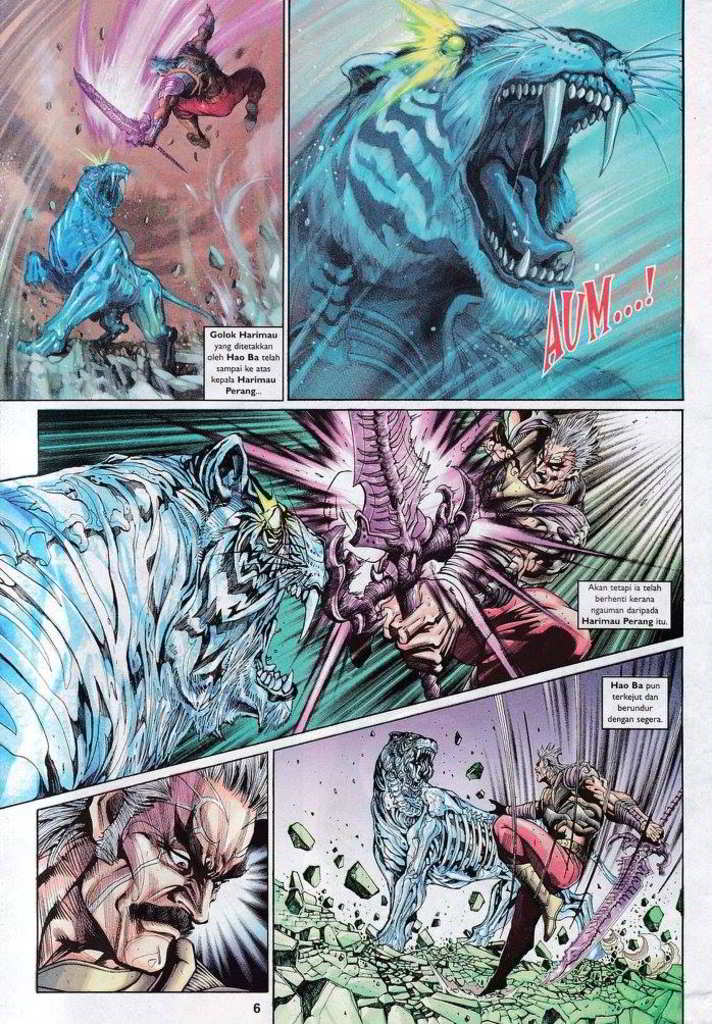 Golok Harimau
yang ditetakkan
oleh Hao Ba telah
sampai ke atas
kepala Harimau
Perang...
AUM...!
Akan tetapi ia telah
berhenti kerana
ngauman daripada
Harimau Perang itu.
Hao Ba pun
terkejut dan
berundur
dengan segera.
6